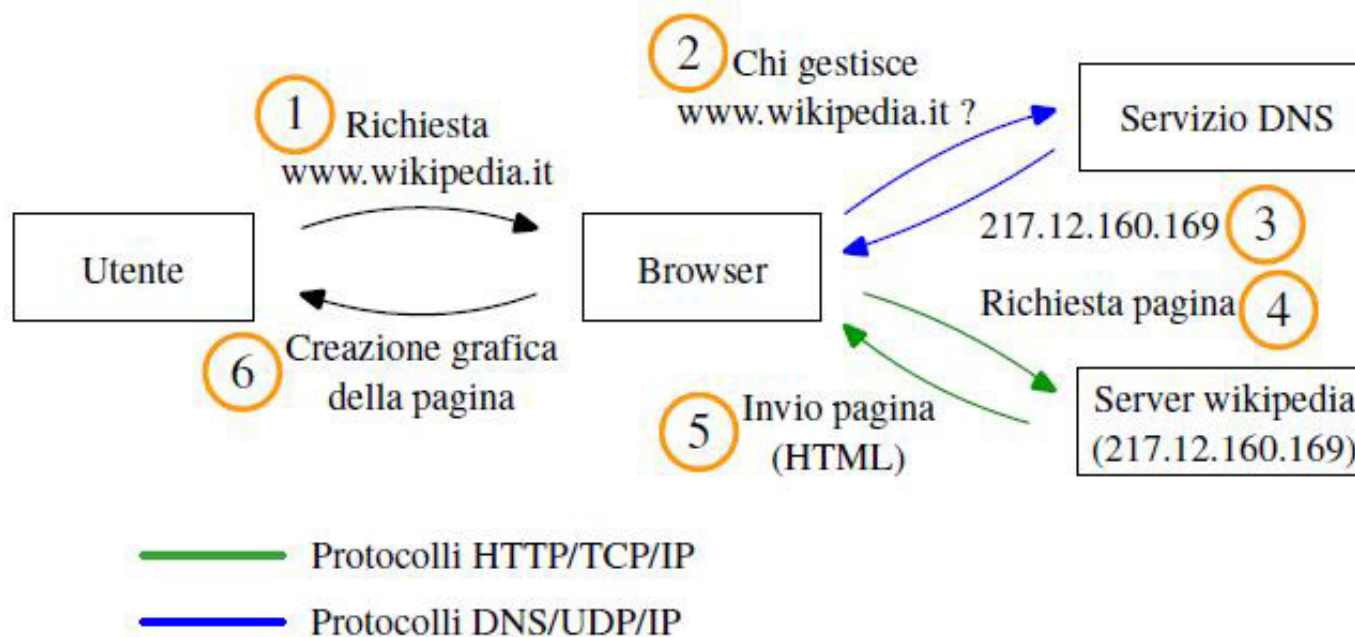 1
Richiesta
www.wikipedia.it
2
Chi gestisce
www.wikipedia.it ?
Servizio DNS
Utente
Browser
217.12.160.169
3
Richiesta pagina
4
6
Creazione grafica
della pagina
5
Invio pagina
(HTML)
Server wikipedia
(217.12.160.169)
Protocolli HTTP/TCP/IP
Protocolli DNS/UDP/IP